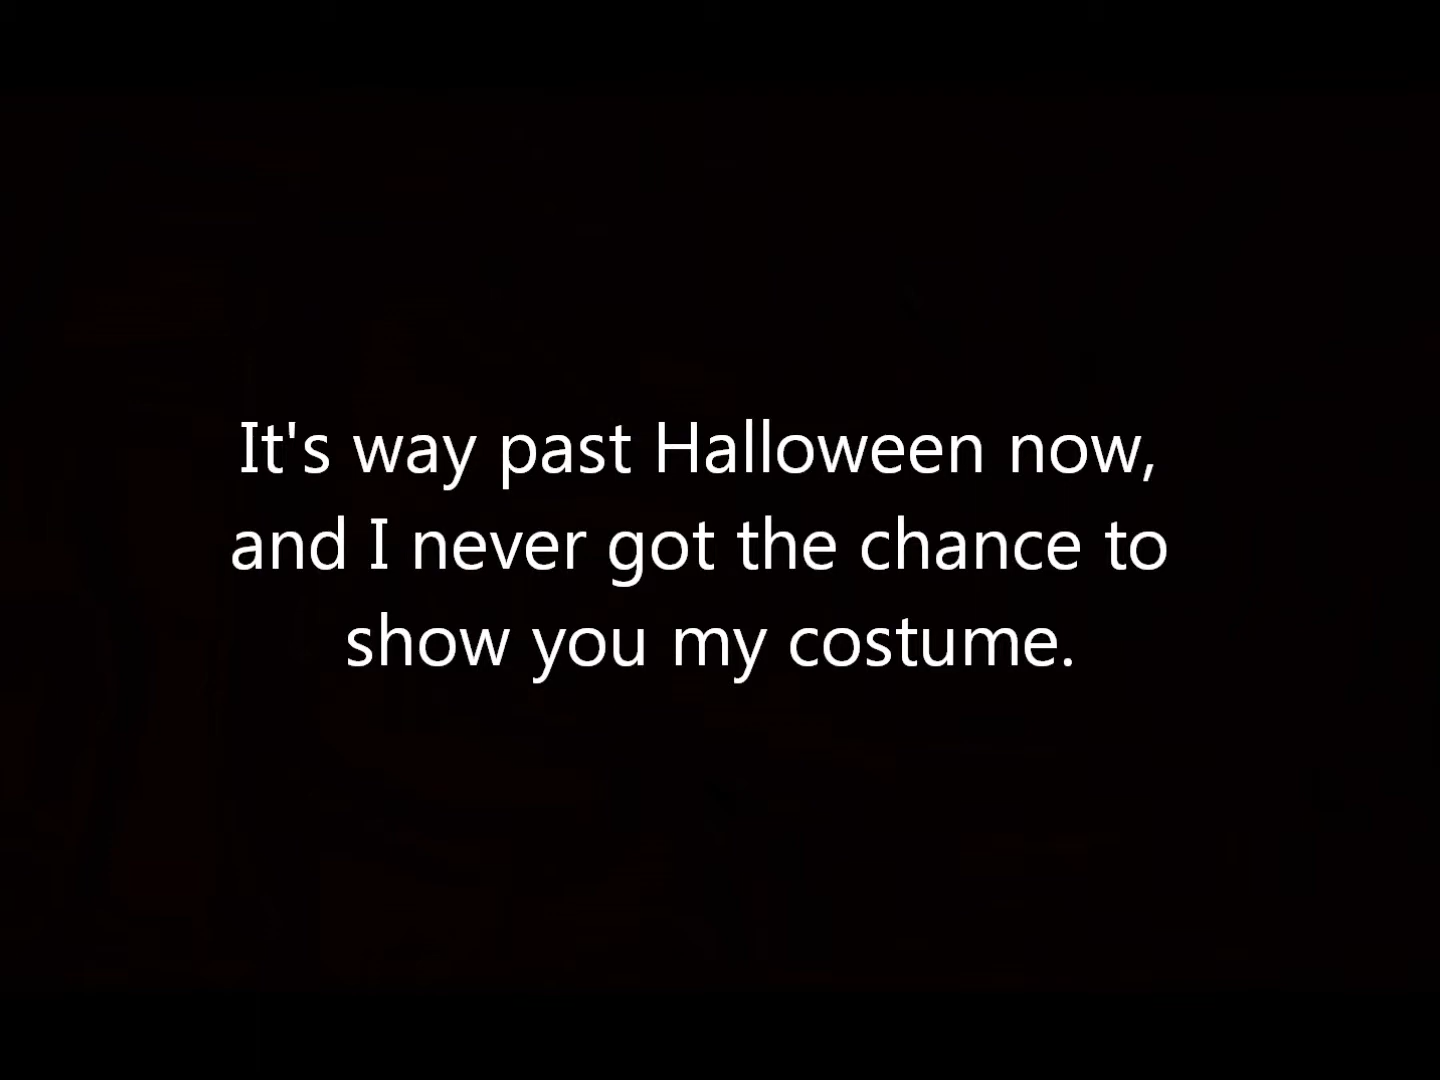 It's way past Halloween now,
and I never got the chance to
show you my costume.